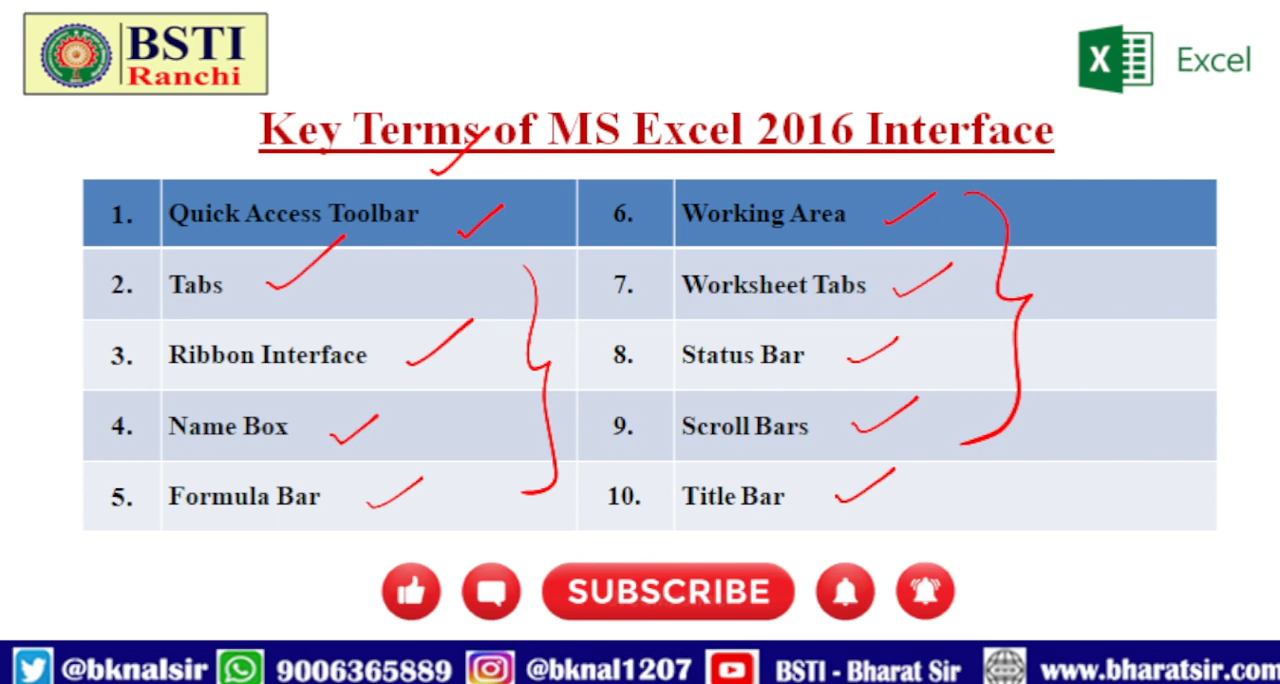 BSTI
Ranchi
Excel
Key Terms of MS Excel 2016 Interface
1. Quick Access Toolbar 6. Working Area
2. Tabs 7. Worksheet Tabs
3. Ribbon Interface 8. Status Bar
4. Name Box 9. Scroll Bars
5. Formula Bar 10. Title Bar
SUBSCRIBE
@bknalsir 9006365889 @bknal1207 BSTI - Bharat Sir www.bharatsir.com